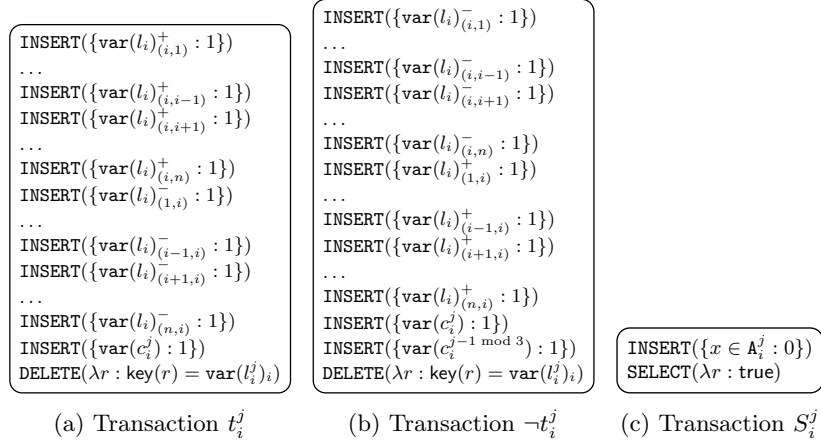 INSERT({var(l_i)^+_{(i,1)} : 1})
...
INSERT({var(l_i)^+_{(i,i−1)} : 1})
INSERT({var(l_i)^+_{(i,i+1)} : 1})
...
INSERT({var(l_i)^+_{(i,n)} : 1})
INSERT({var(l_i)^−_{(1,i)} : 1})
...
INSERT({var(l_i)^−_{(i−1,i)} : 1})
INSERT({var(l_i)^−_{(i+1,i)} : 1})
...
INSERT({var(l_i)^−_{(n,i)} : 1})
INSERT({var(c_i^j) : 1})
DELETE(λr : key(r) = var(l_i^j)_i)
(a) Transaction t_i^j
INSERT({var(l_i)^−_{(i,1)} : 1})
...
INSERT({var(l_i)^−_{(i,i−1)} : 1})
INSERT({var(l_i)^−_{(i,i+1)} : 1})
...
INSERT({var(l_i)^−_{(i,n)} : 1})
INSERT({var(l_i)^+_{(1,i)} : 1})
...
INSERT({var(l_i)^+_{(i−1,i)} : 1})
INSERT({var(l_i)^+_{(i+1,i)} : 1})
...
INSERT({var(l_i)^+_{(n,i)} : 1})
INSERT({var(c_i^j) : 1})
INSERT({var(c_i^{j−1 mod 3}) : 1})
DELETE(λr : key(r) = var(l_i^j)_i)
(b) Transaction ¬t_i^j
INSERT({x ∈ A_i^j : 0})
SELECT(λr : true)
(c) Transaction S_i^j